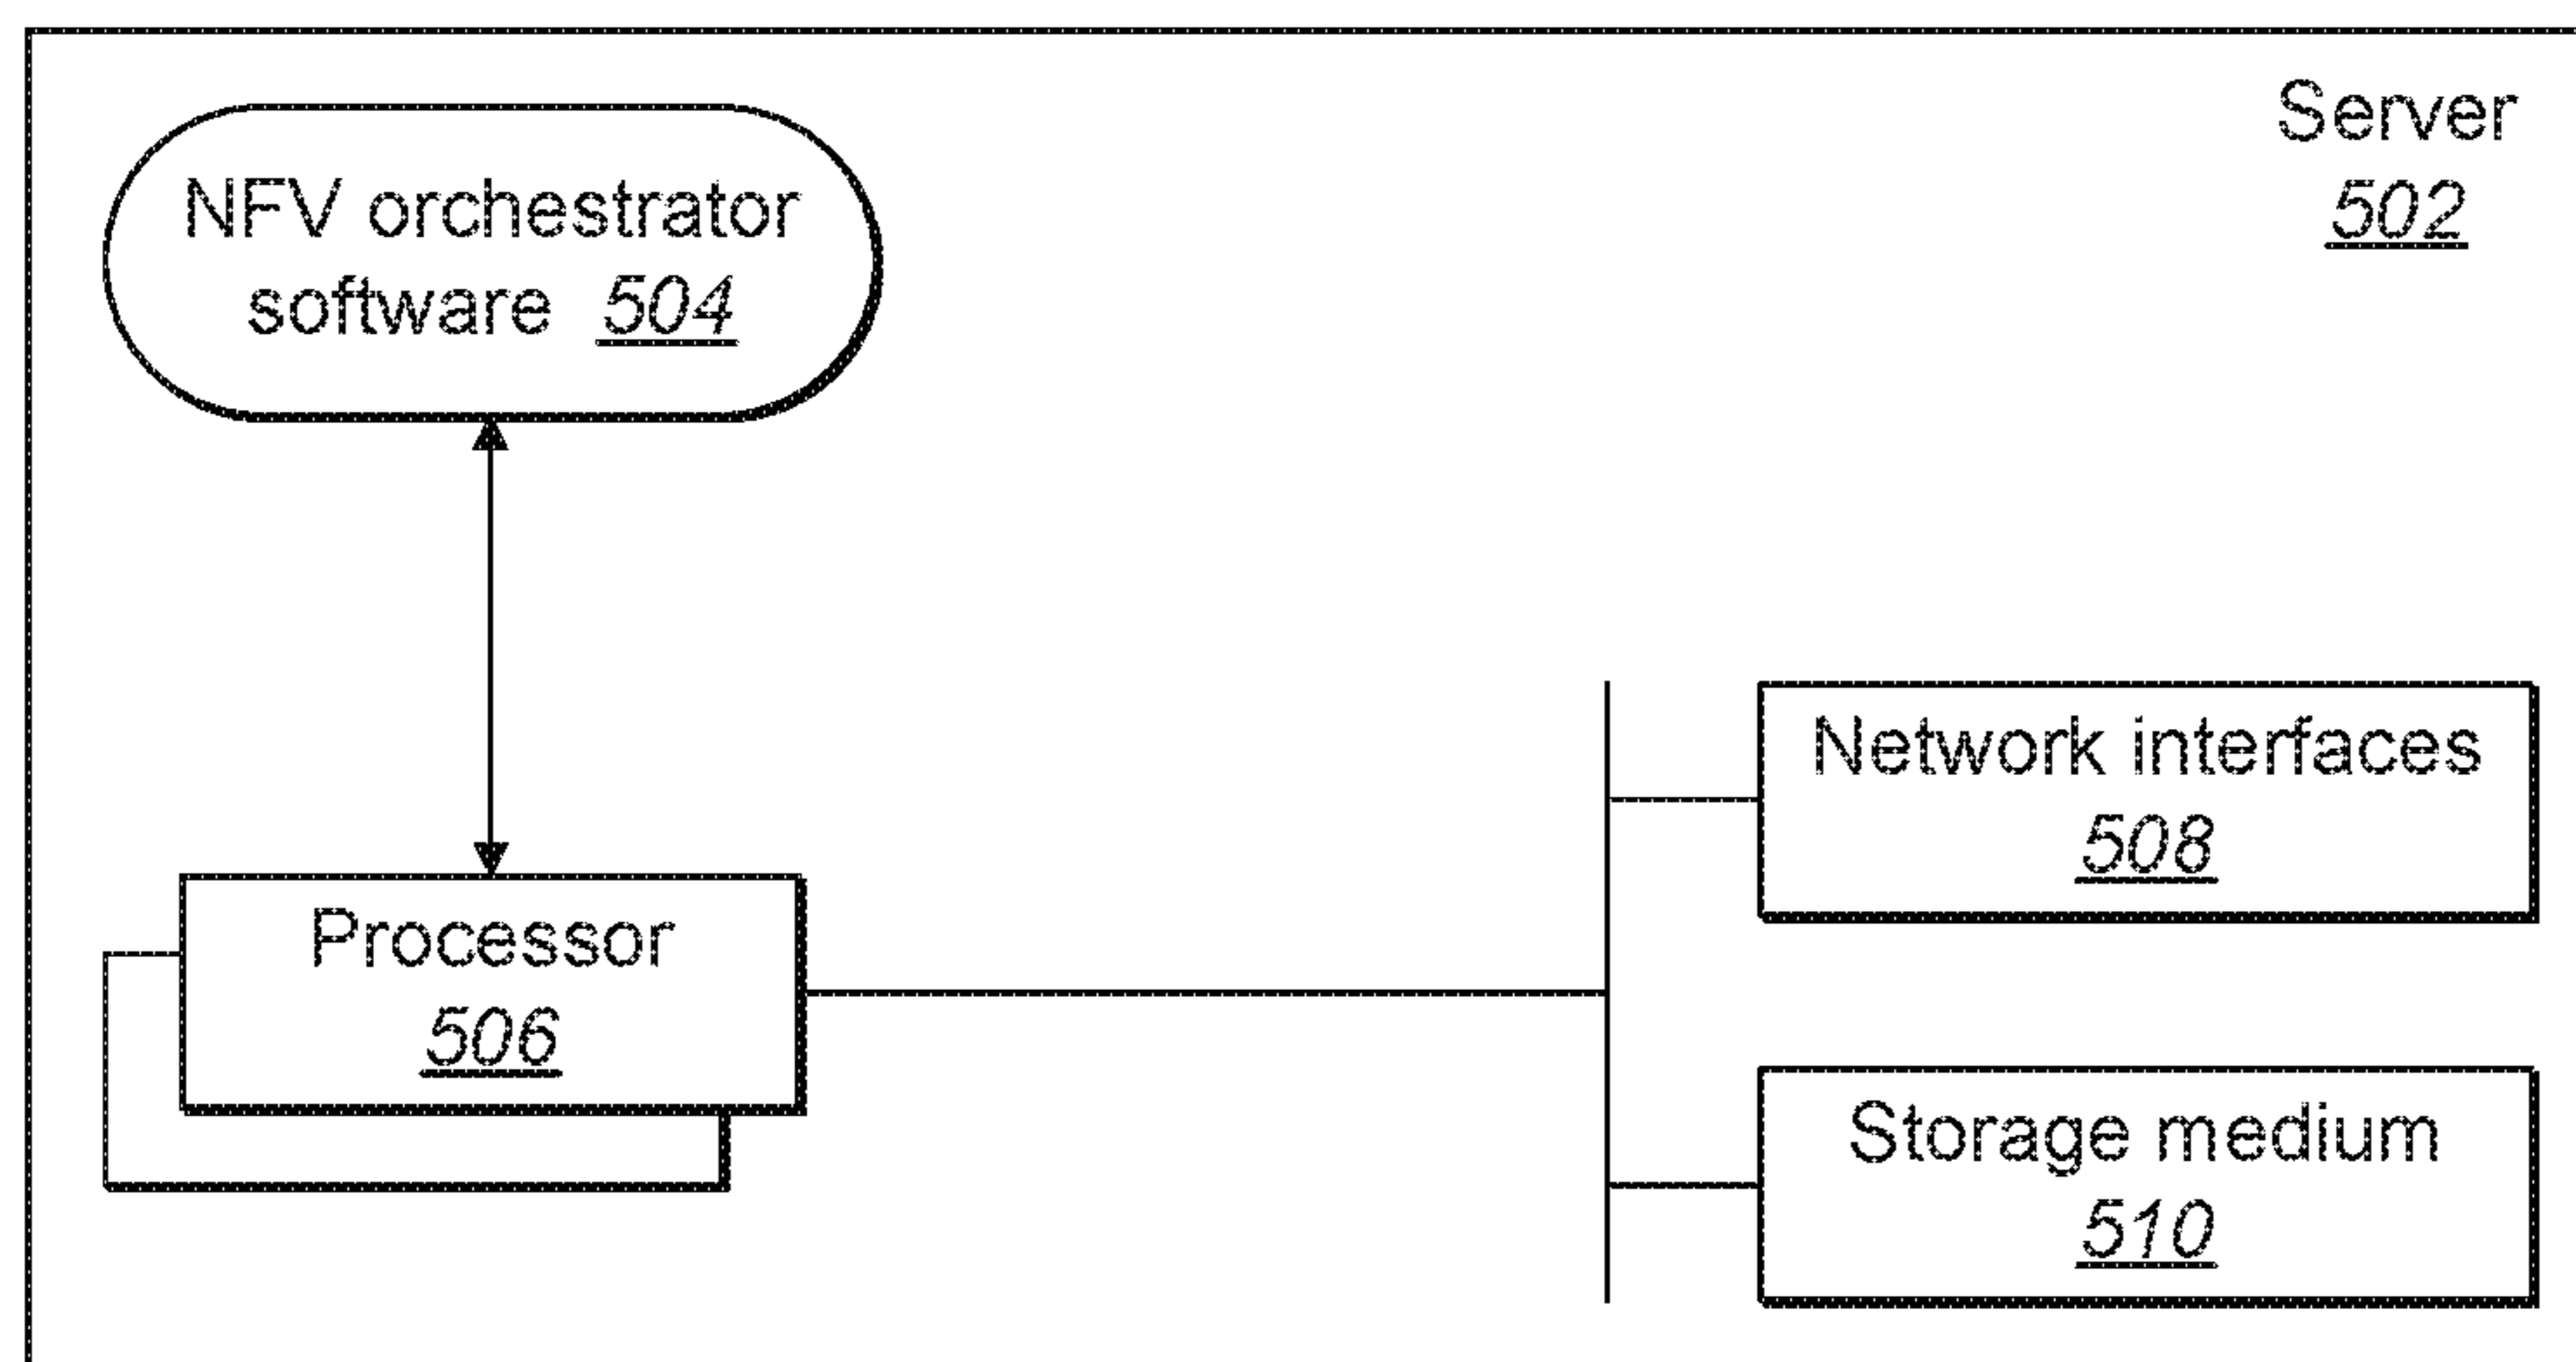 Server
502
NFV orchestrator
software 504
Network interfaces
508
Processor
506
Storage medium
510